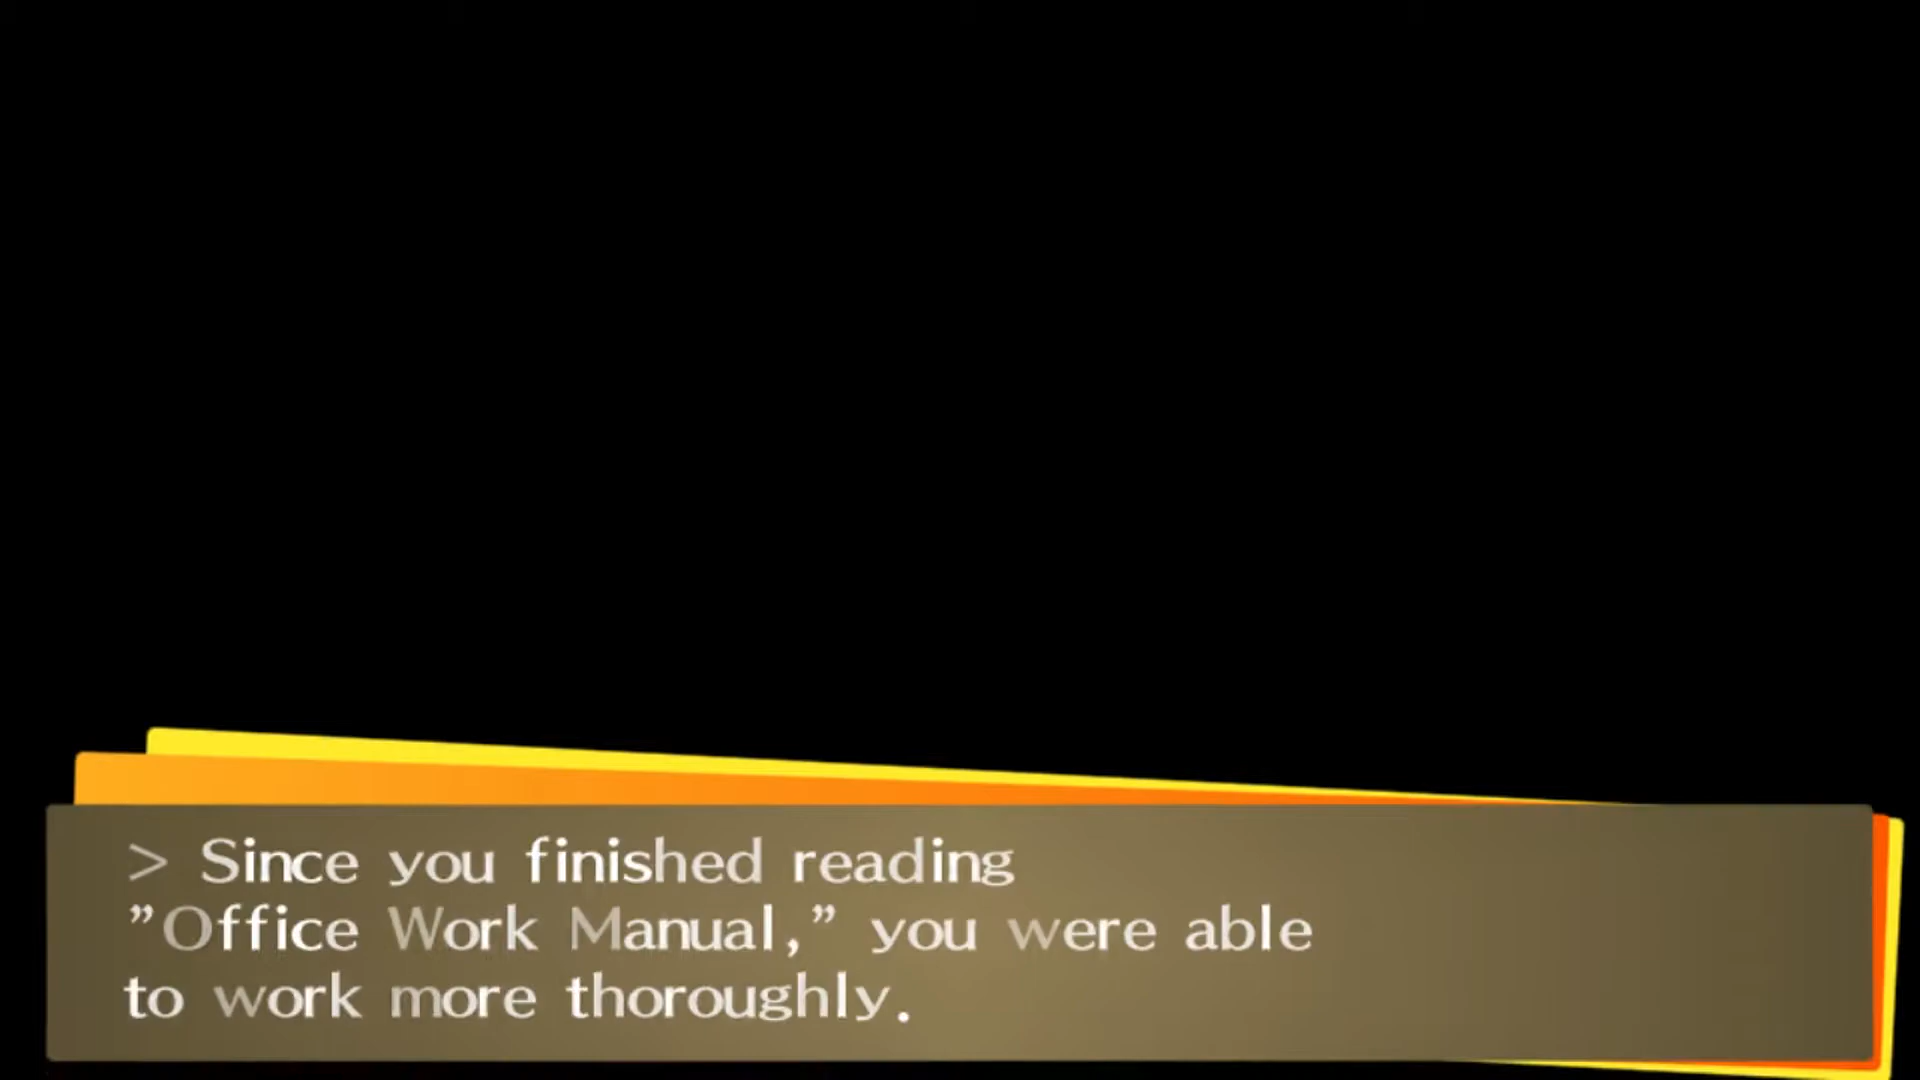 > Since you finished reading
”Office Work Manual,” you were able
to work more thoroughly.